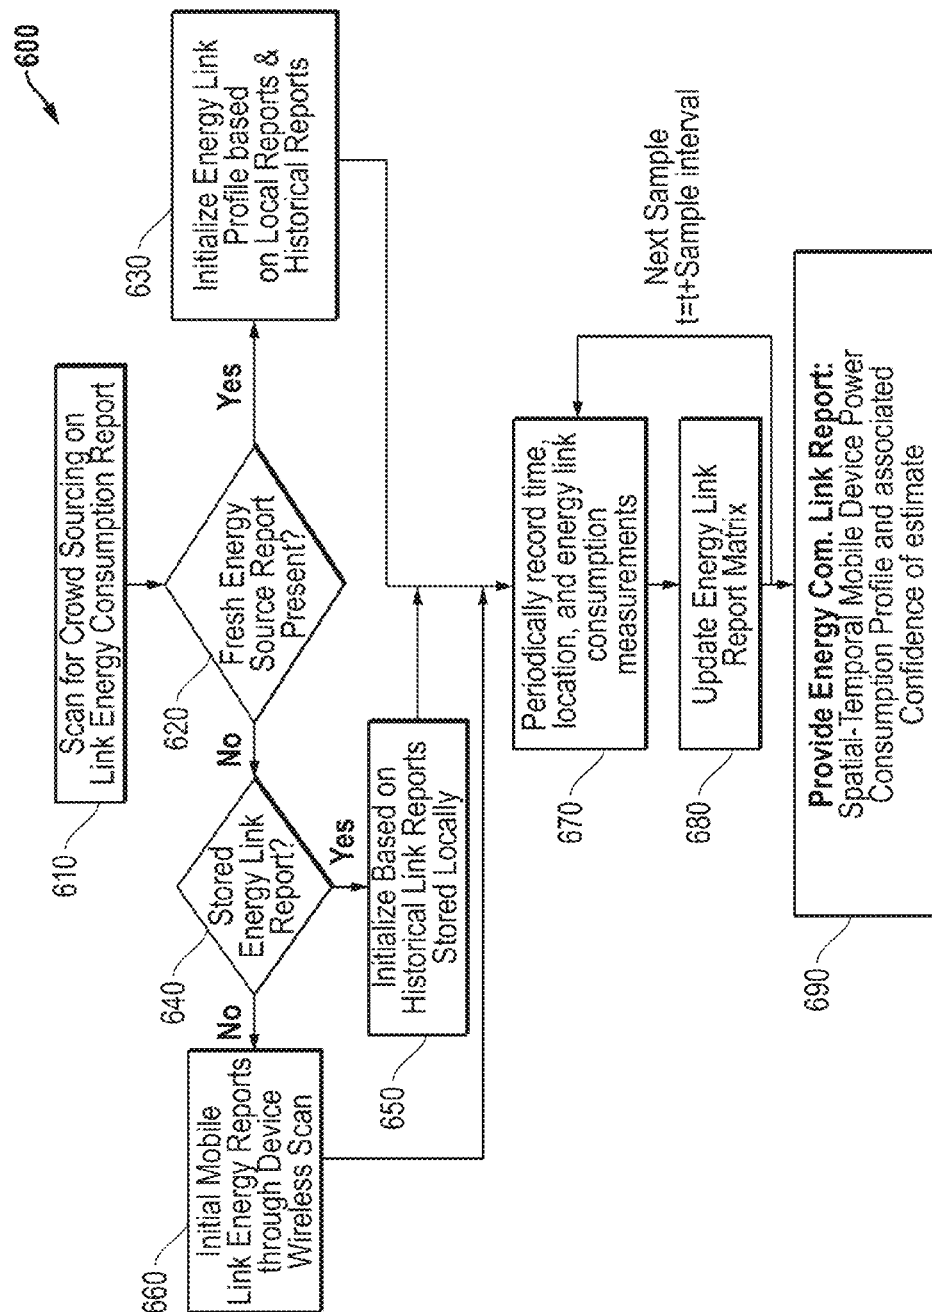 600
Scan for Crowd Sourcing on
Link Energy Consumption Report
610
Fresh Energy
Source Report
Present?
620
Yes
No
Initialize Energy Link
Profile based
on Local Reports &
Historical Reports
630
Stored
Energy Link
Report?
640
Yes
No
Initialize Based on
Historical Link Reports
Stored Locally
650
Initial Mobile
Link Energy Reports
through Device
Wireless Scan
660
Periodically record time,
location, and energy link
consumption
measurements
670
Next Sample
t=t+Sample interval
Update Energy Link
Report Matrix
680
Provide Energy Com. Link Report:
Spatial-Temporal Mobile Device Power
Consumption Profile and associated
Confidence of estimate
690